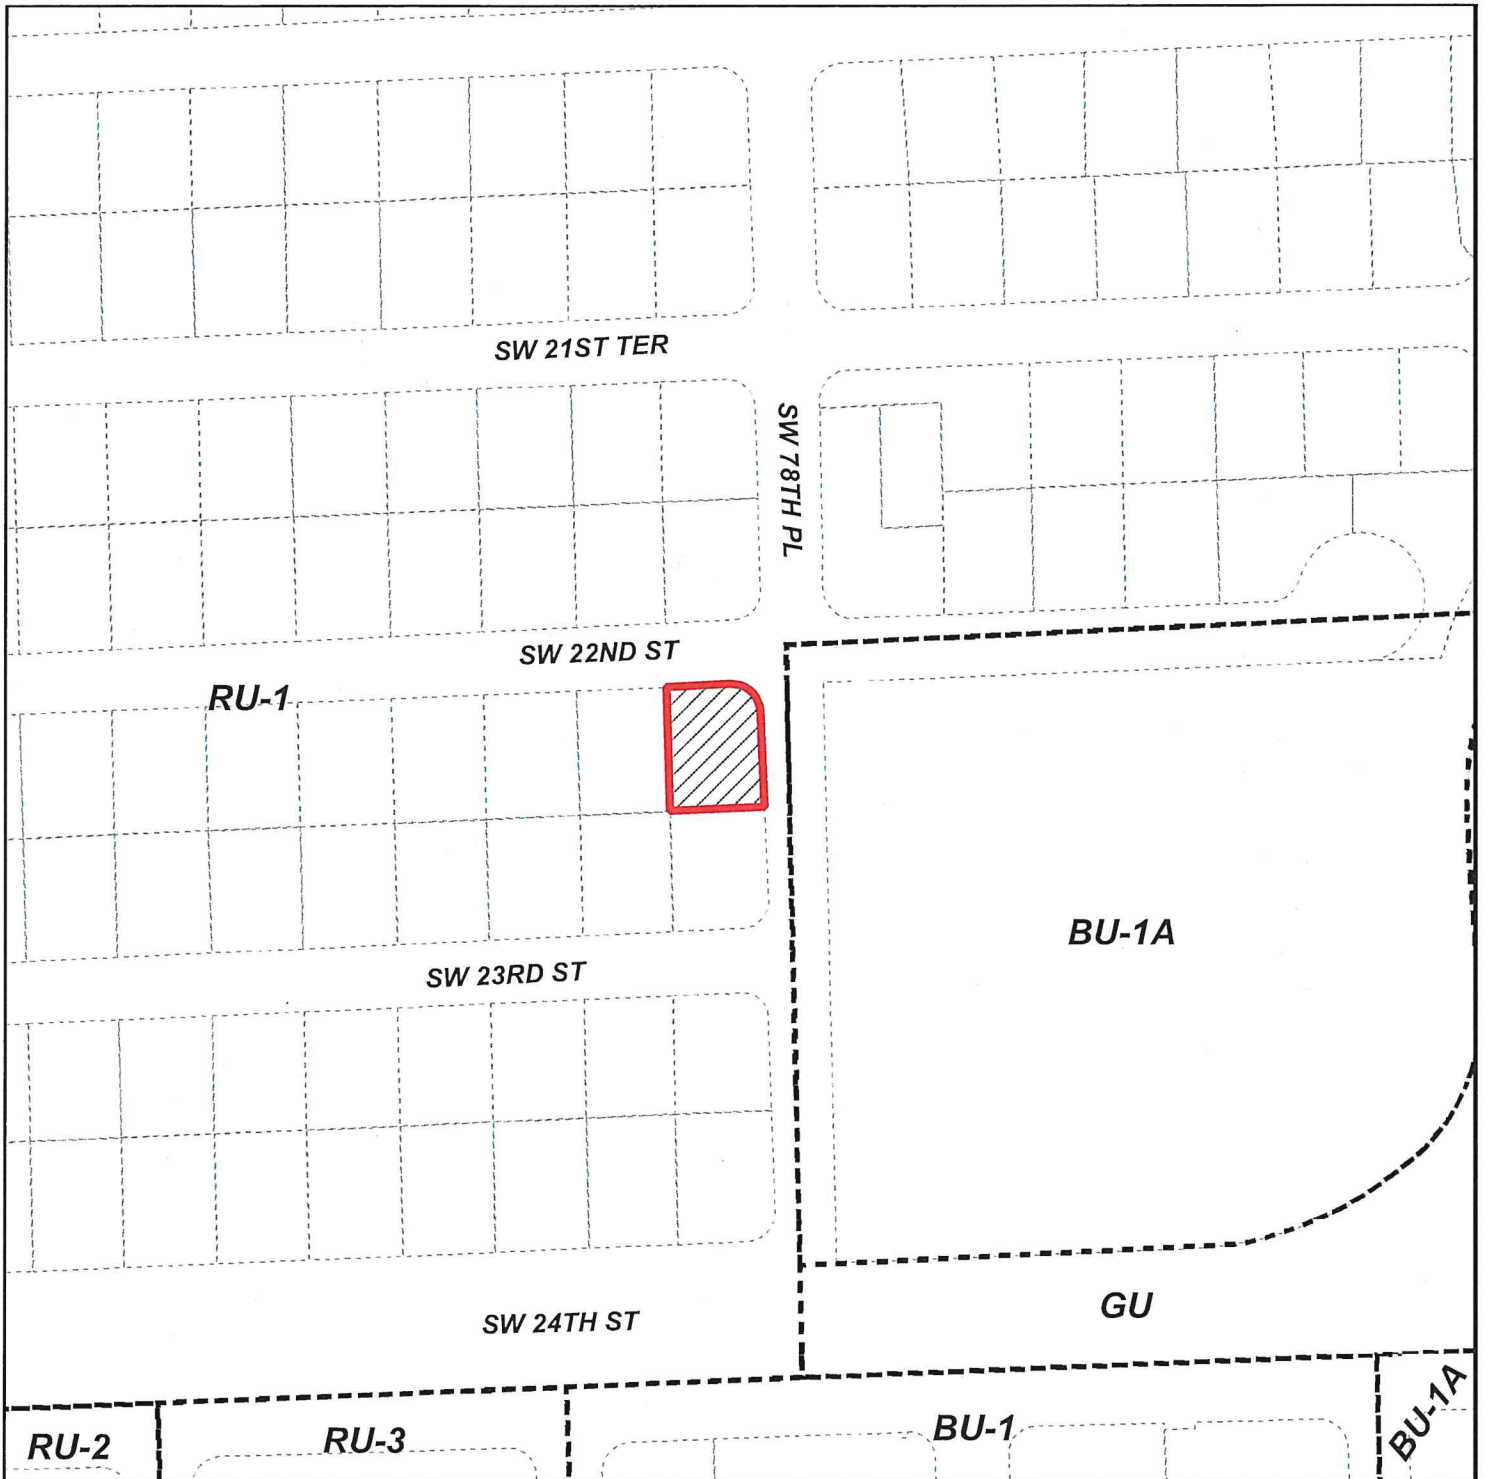 SW 21ST TER
SW 78TH PL
SW 22ND ST
RU-1
BU-1A
SW 23RD ST
GU
SW 24TH ST
BU-1A
BU-1
RU-3
RU-2